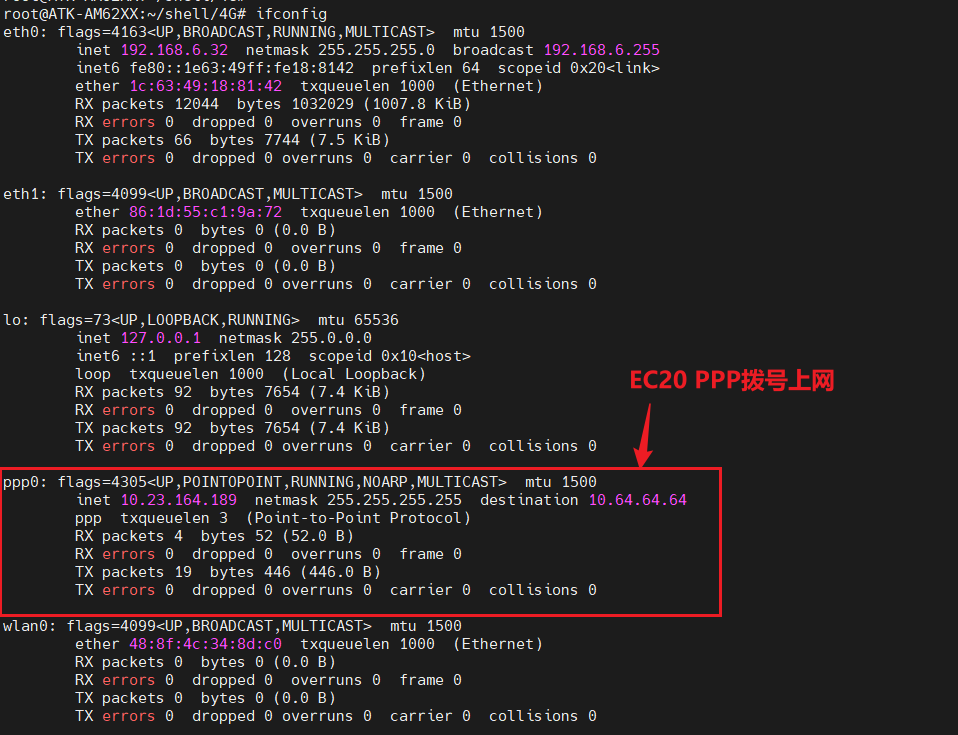 root@ATK-AM62XX:~/shell/4G# ifconfig
eth0: flags=4163<UP,BROADCAST,RUNNING,MULTICAST>  mtu 1500
        inet 192.168.6.32  netmask 255.255.255.0  broadcast 192.168.6.255
        inet6 fe80::1e63:49ff:fe18:8142  prefixlen 64  scopeid 0x20<link>
        ether 1c:63:49:18:81:42  txqueuelen 1000  (Ethernet)
        RX packets 12044  bytes 1032029 (1007.8 KiB)
        RX errors 0  dropped 0  overruns 0  frame 0
        TX packets 66  bytes 7744 (7.5 KiB)
        TX errors 0  dropped 0 overruns 0  carrier 0  collisions 0
eth1: flags=4099<UP,BROADCAST,MULTICAST>  mtu 1500
        ether 86:1d:55:c1:9a:72  txqueuelen 1000  (Ethernet)
        RX packets 0  bytes 0 (0.0 B)
        RX errors 0  dropped 0  overruns 0  frame 0
        TX packets 0  bytes 0 (0.0 B)
        TX errors 0  dropped 0 overruns 0  carrier 0  collisions 0
lo: flags=73<UP,LOOPBACK,RUNNING>  mtu 65536
        inet 127.0.0.1  netmask 255.0.0.0
        inet6 ::1  prefixlen 128  scopeid 0x10<host>
        loop  txqueuelen 1000  (Local Loopback)
        RX packets 92  bytes 7654 (7.4 KiB)
        RX errors 0  dropped 0  overruns 0  frame 0
        TX packets 92  bytes 7654 (7.4 KiB)
        TX errors 0  dropped 0 overruns 0  carrier 0  collisions 0
EC20 PPP拨号上网
ppp0: flags=4305<UP,POINTOPOINT,RUNNING,NOARP,MULTICAST>  mtu 1500
        inet 10.23.164.189  netmask 255.255.255.255  destination 10.64.64.64
        ppp  txqueuelen 3  (Point-to-Point Protocol)
        RX packets 4  bytes 52 (52.0 B)
        RX errors 0  dropped 0  overruns 0  frame 0
        TX packets 19  bytes 446 (446.0 B)
        TX errors 0  dropped 0 overruns 0  carrier 0  collisions 0
wlan0: flags=4099<UP,BROADCAST,MULTICAST>  mtu 1500
        ether 48:8f:4c:34:8d:c0  txqueuelen 1000  (Ethernet)
        RX packets 0  bytes 0 (0.0 B)
        RX errors 0  dropped 0  overruns 0  frame 0
        TX packets 0  bytes 0 (0.0 B)
        TX errors 0  dropped 0 overruns 0  carrier 0  collisions 0